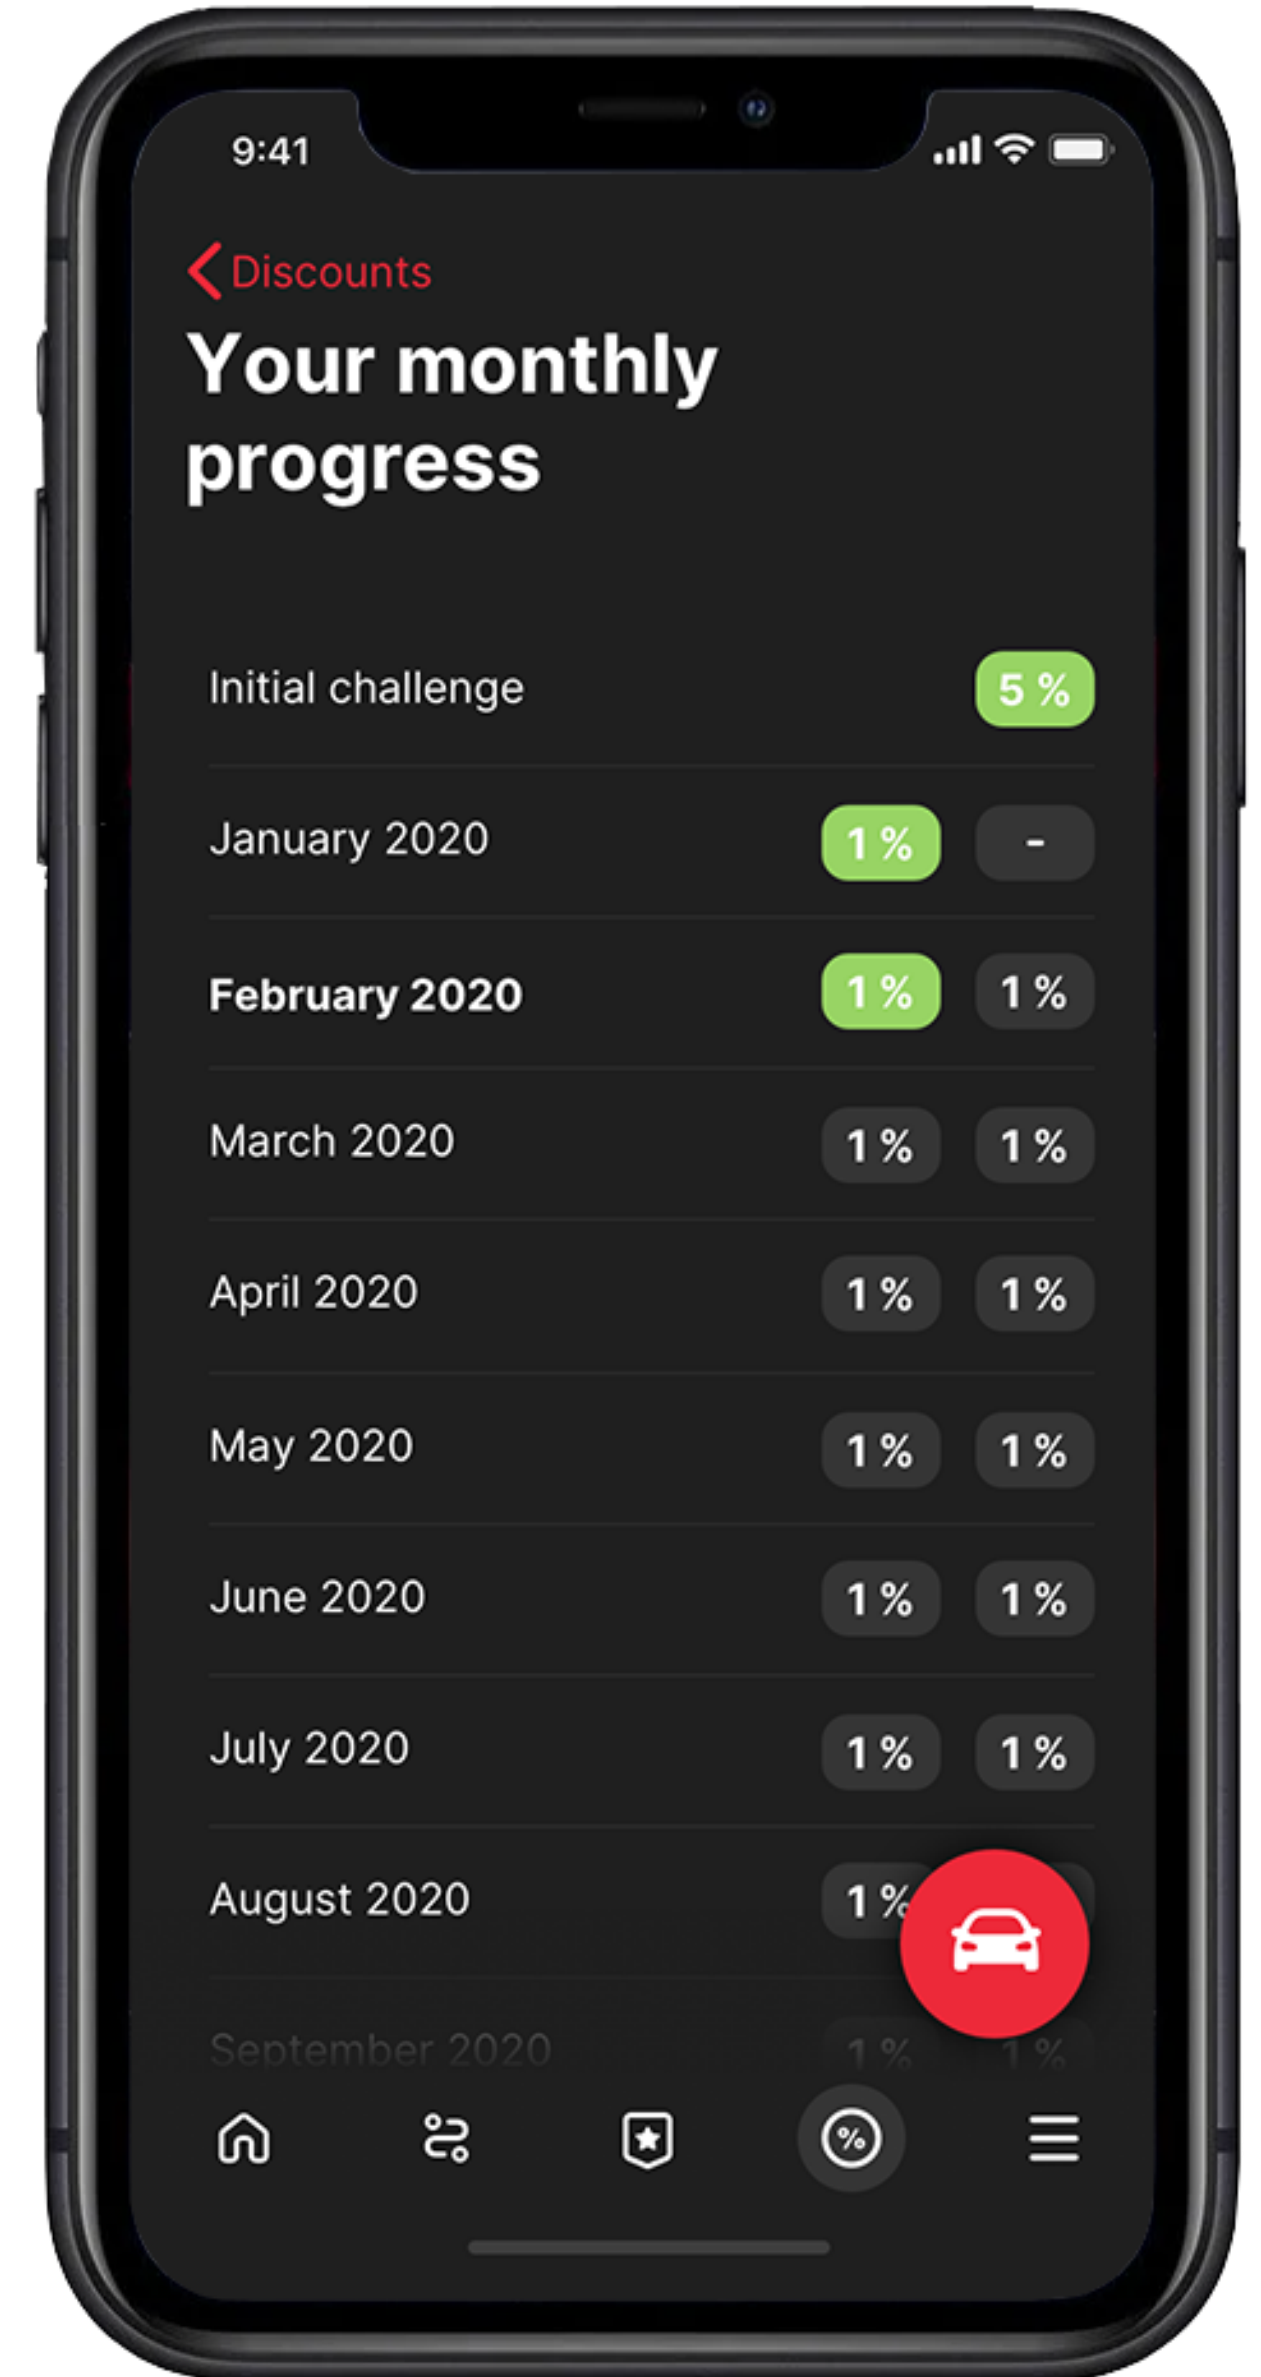 9:41
Discounts
Your monthly
progress
Initial challenge 5 %
January 2020 1 % -
February 2020 1 % 1 %
March 2020 1 % 1 %
April 2020 1 % 1 %
May 2020 1 % 1 %
June 2020 1 % 1 %
July 2020 1 % 1 %
August 2020 1 %
September 2020 1 % 1 %
%